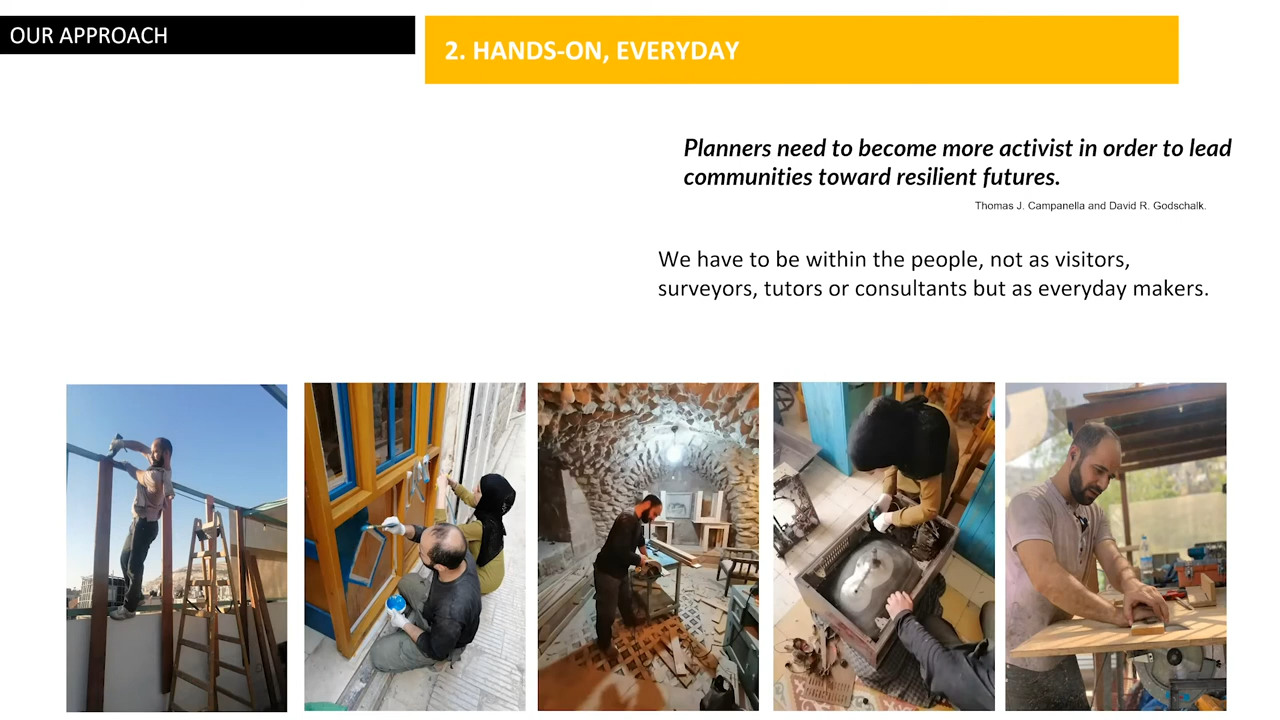 OUR APPROACH
2. HANDS-ON, EVERYDAY
Planners need to become more activist in order to lead
communities toward resilient futures.
Thomas J. Campanella and David R. Godschalk.
We have to be within the people, not as visitors,
surveyors, tutors or consultants but as everyday makers.